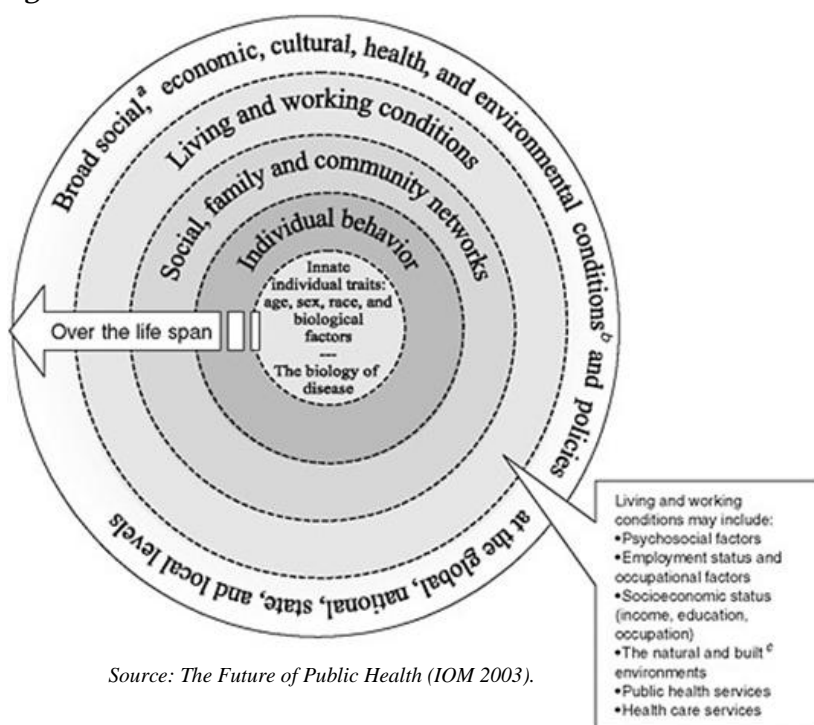 Broad social,ᵃ economic, cultural, health, and environmental conditionsᵇ and policies
at the global, national, state, and local levels
Living and working conditions
Social, family and community networks
Individual behavior
Innate
individual traits:
age, sex, race, and
biological
factors
---
The biology of
disease
Over the life span
Living and working
conditions may include:
•Psychosocial factors
•Employment status and
occupational factors
•Socioeconomic status
(income, education,
occupation)
•The natural and builtᶜ
environments
•Public health services
•Health care services
Source: The Future of Public Health (IOM 2003).